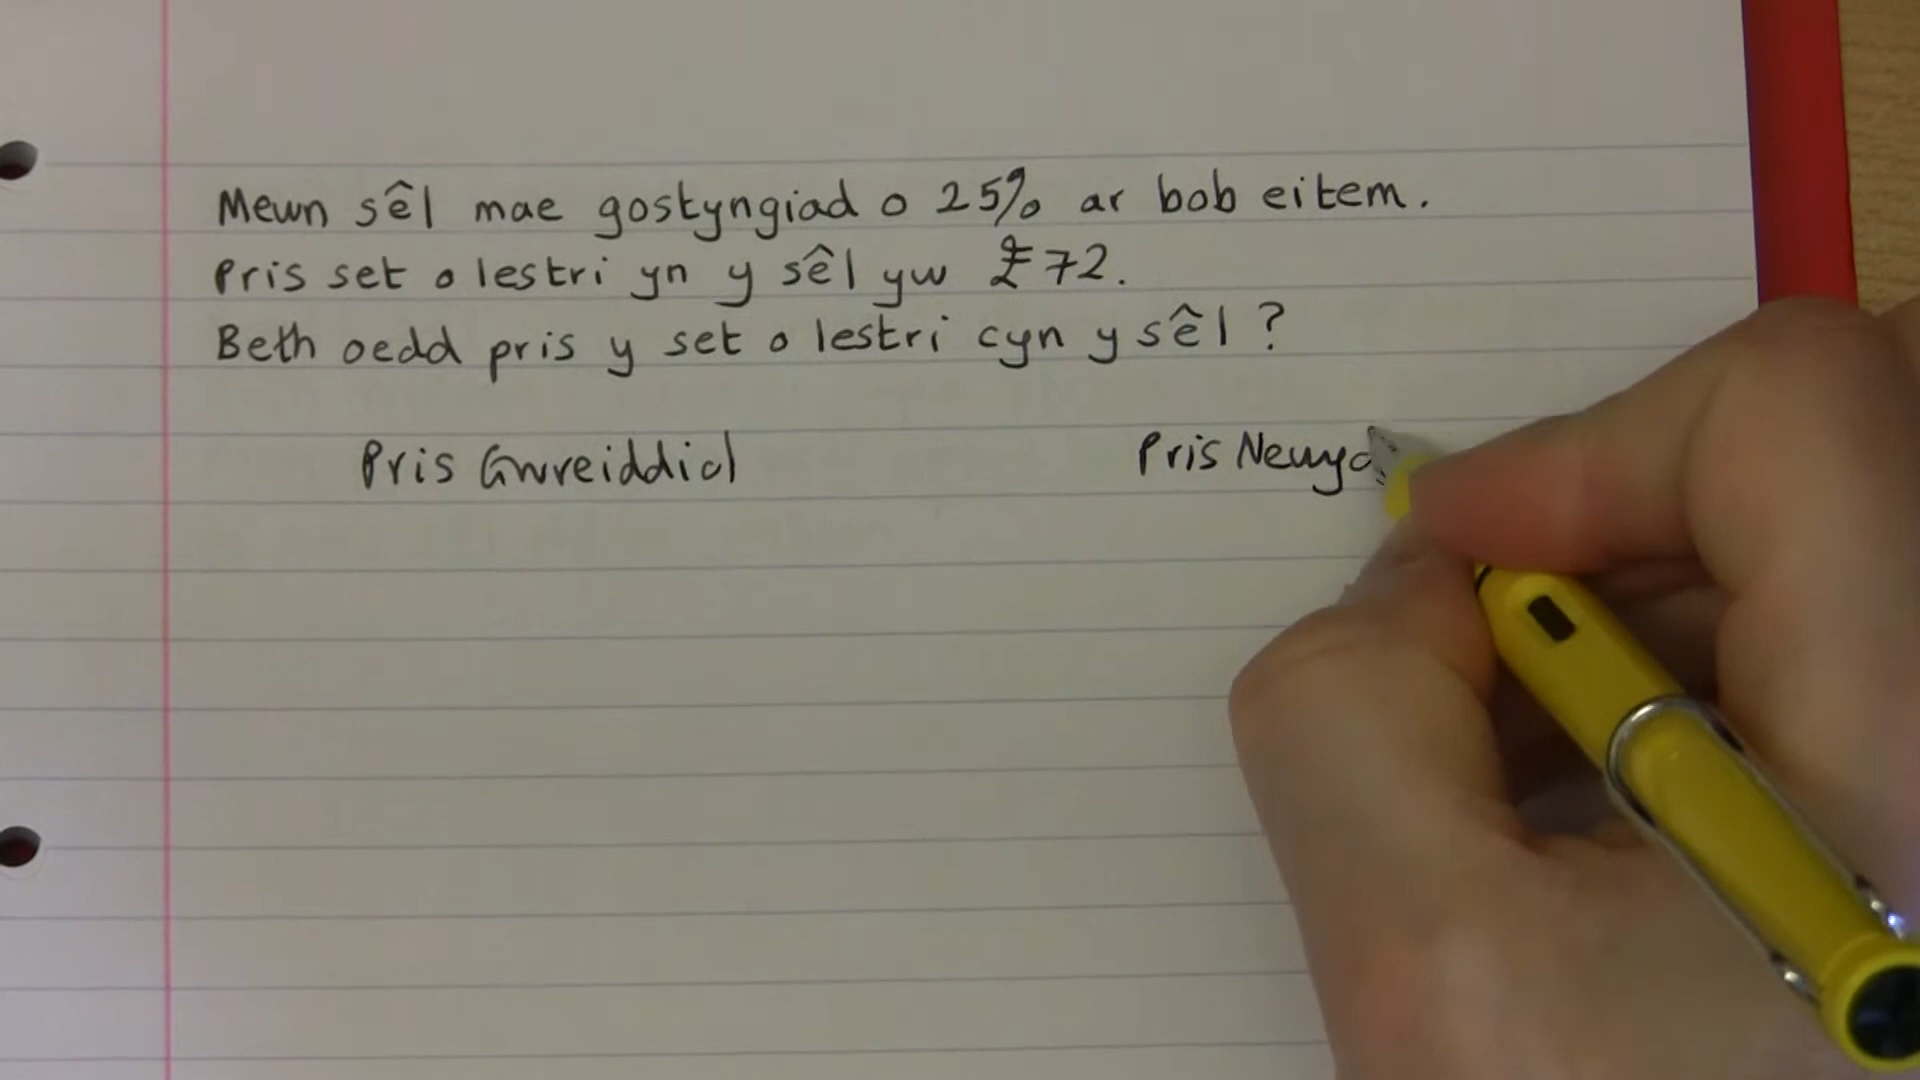 Mewn sêl mae gostyngiad o 25% ar bob eitem.
Pris set o lestri yn y sêl yw £72.
Beth oedd pris y set o lestri cyn y sêl?
Pris Gwreiddiol Pris Newyd